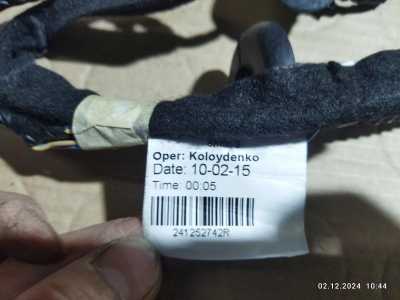 Oper: Koloydenko
Date: 10-02-15
Time: 00:05
241252742R
02.12.2024 10:44